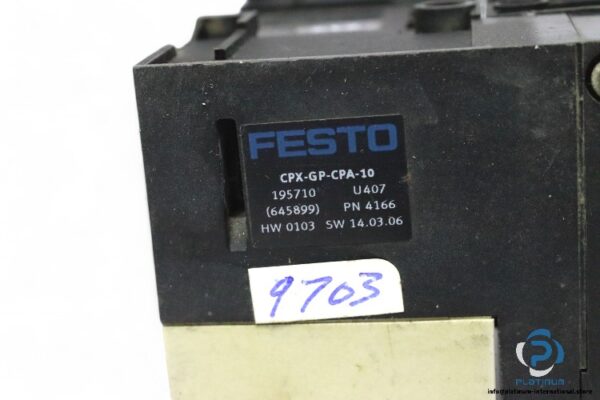 FESTO
CPX-GP-CPA-10
195710 U407
(645899) PN 4166
HW 0103 SW 14.03.06
9703
PLATINUM
info@platinum-international.store